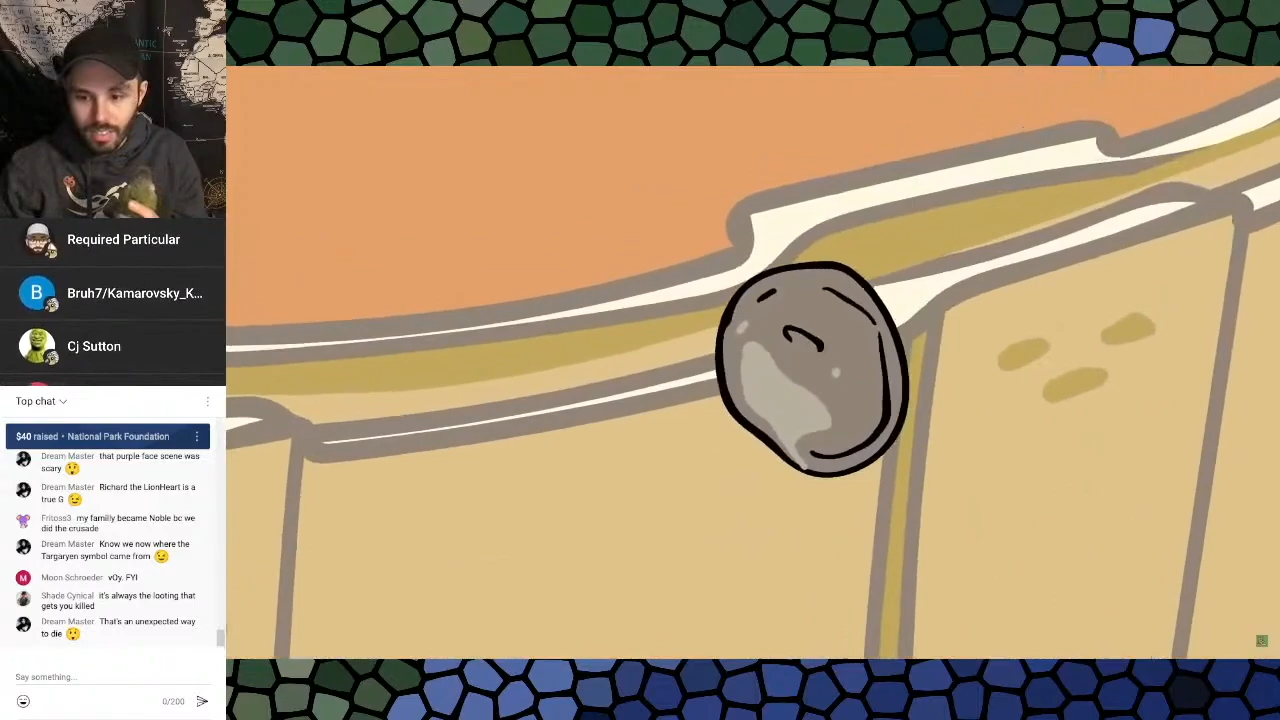 U.S.A.
ANTIC
AN
Required Particular
B
Bruh7/Kamarovsky_K...
Cj Sutton
Top chat
$40 raised • National Park Foundation
Dream Master that purple face scene was
scary 😲
Dream Master Richard the LionHeart is a
true G 😉
Fritoss3 my familly became Noble bc we
did the crusade
Dream Master Know we now where the
Targaryen symbol came from 😉
M
Moon Schroeder vOy. FYI
Shade Cynical it's always the looting that
gets you killed
Dream Master That's an unexpected way
to die 😲
Say something...
0/200